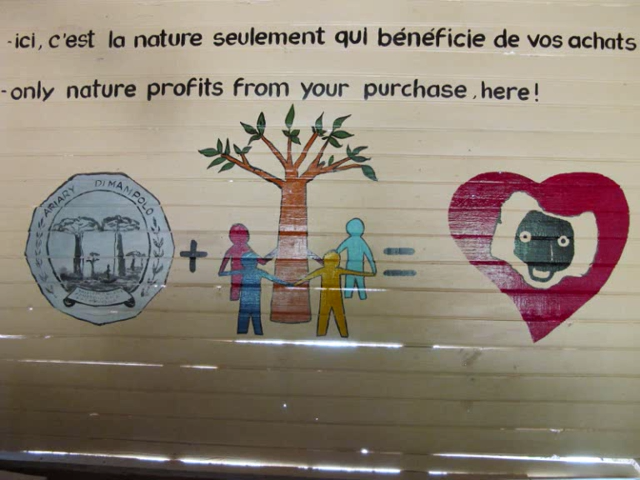 -ici, c'est la nature seulement qui bénéficie de vos achats
-only nature profits from your purchase, here!
ARIARY DIMAMPOLO